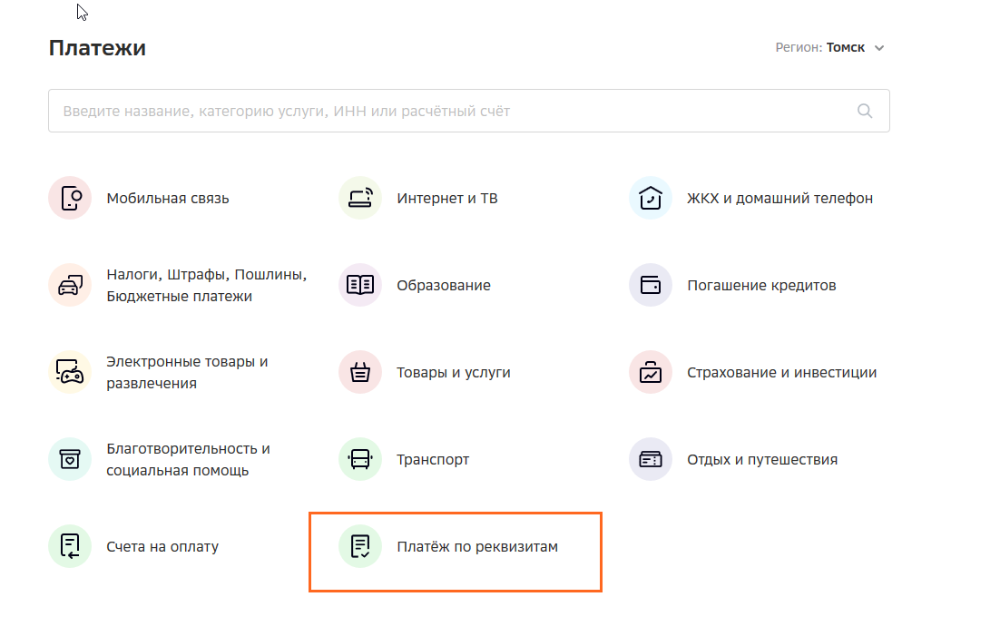 Платежи
Регион: Томск
Введите название, категорию услуги, ИНН или расчётный счёт
Мобильная связь
Интернет и ТВ
ЖКХ и домашний телефон
Налоги, Штрафы, Пошлины,
Бюджетные платежи
Образование
Погашение кредитов
Электронные товары и
развлечения
Товары и услуги
Страхование и инвестиции
Благотворительность и
социальная помощь
Транспорт
Отдых и путешествия
Счета на оплату
Платёж по реквизитам